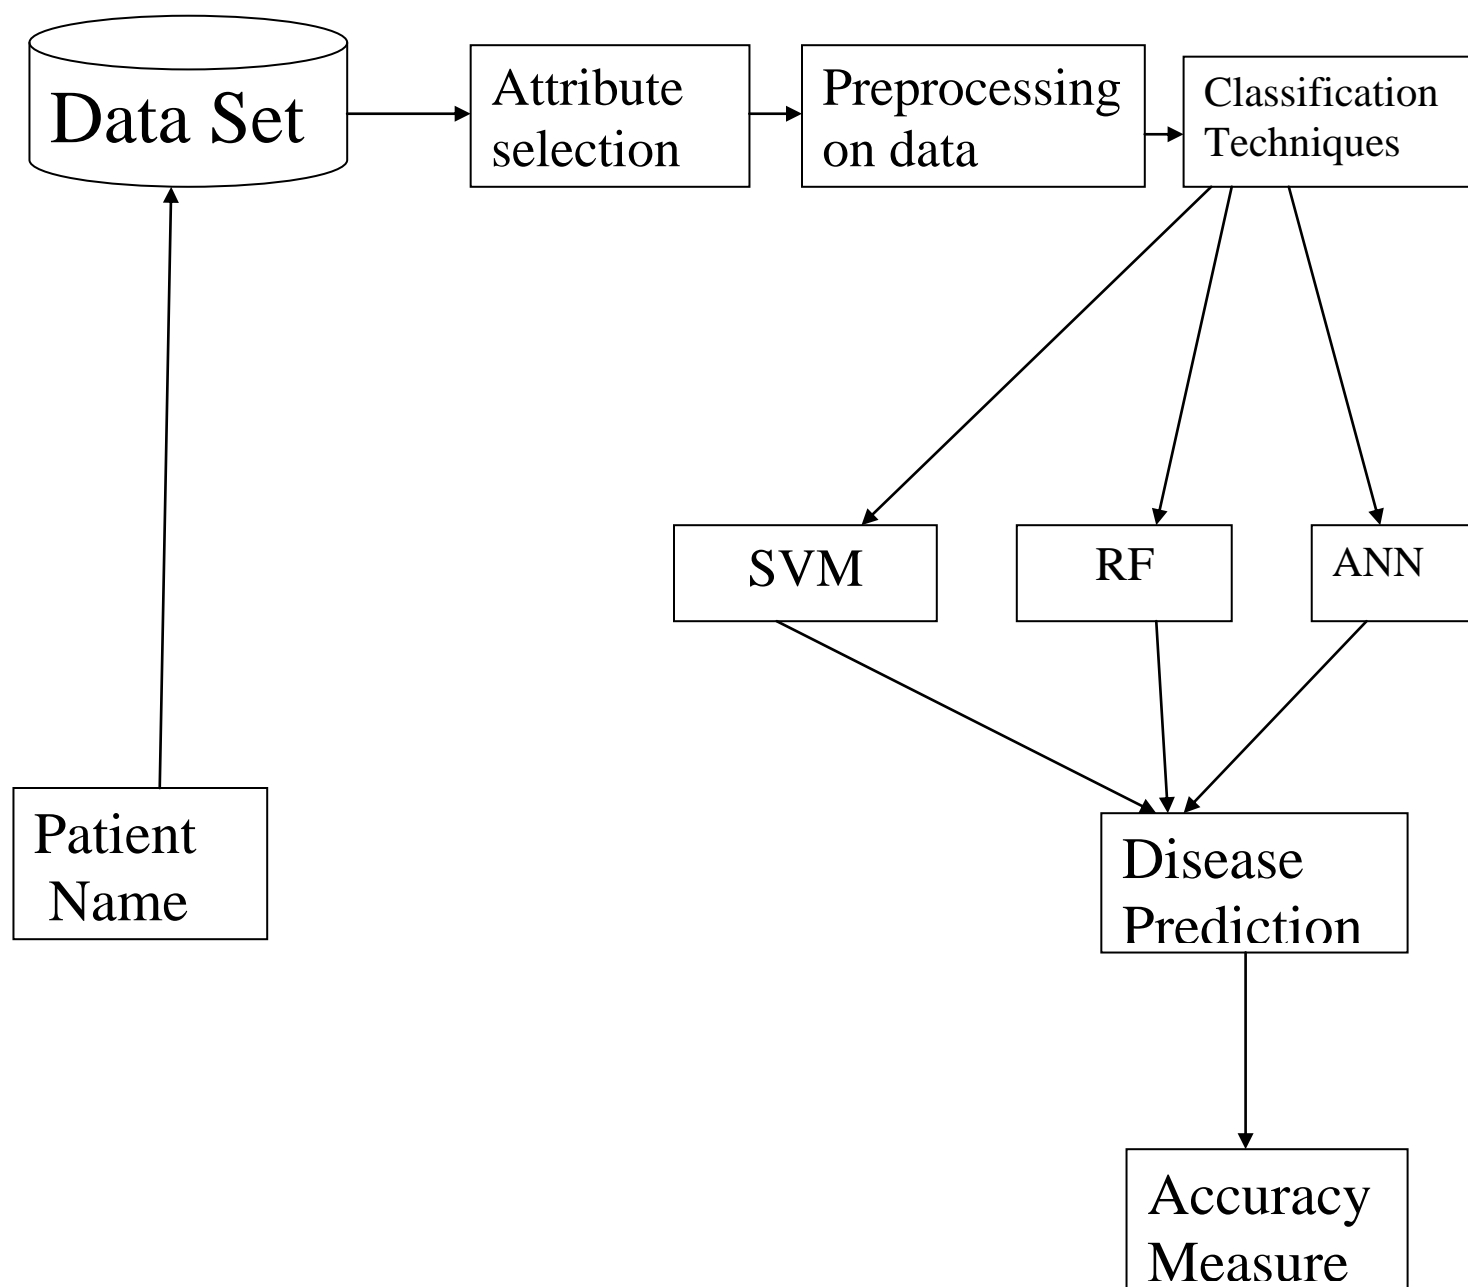 Data Set
Attribute
selection
Preprocessing
on data
Classification
Techniques
SVM
RF
ANN
Patient
Name
Disease
Prediction
Accuracy
Measure